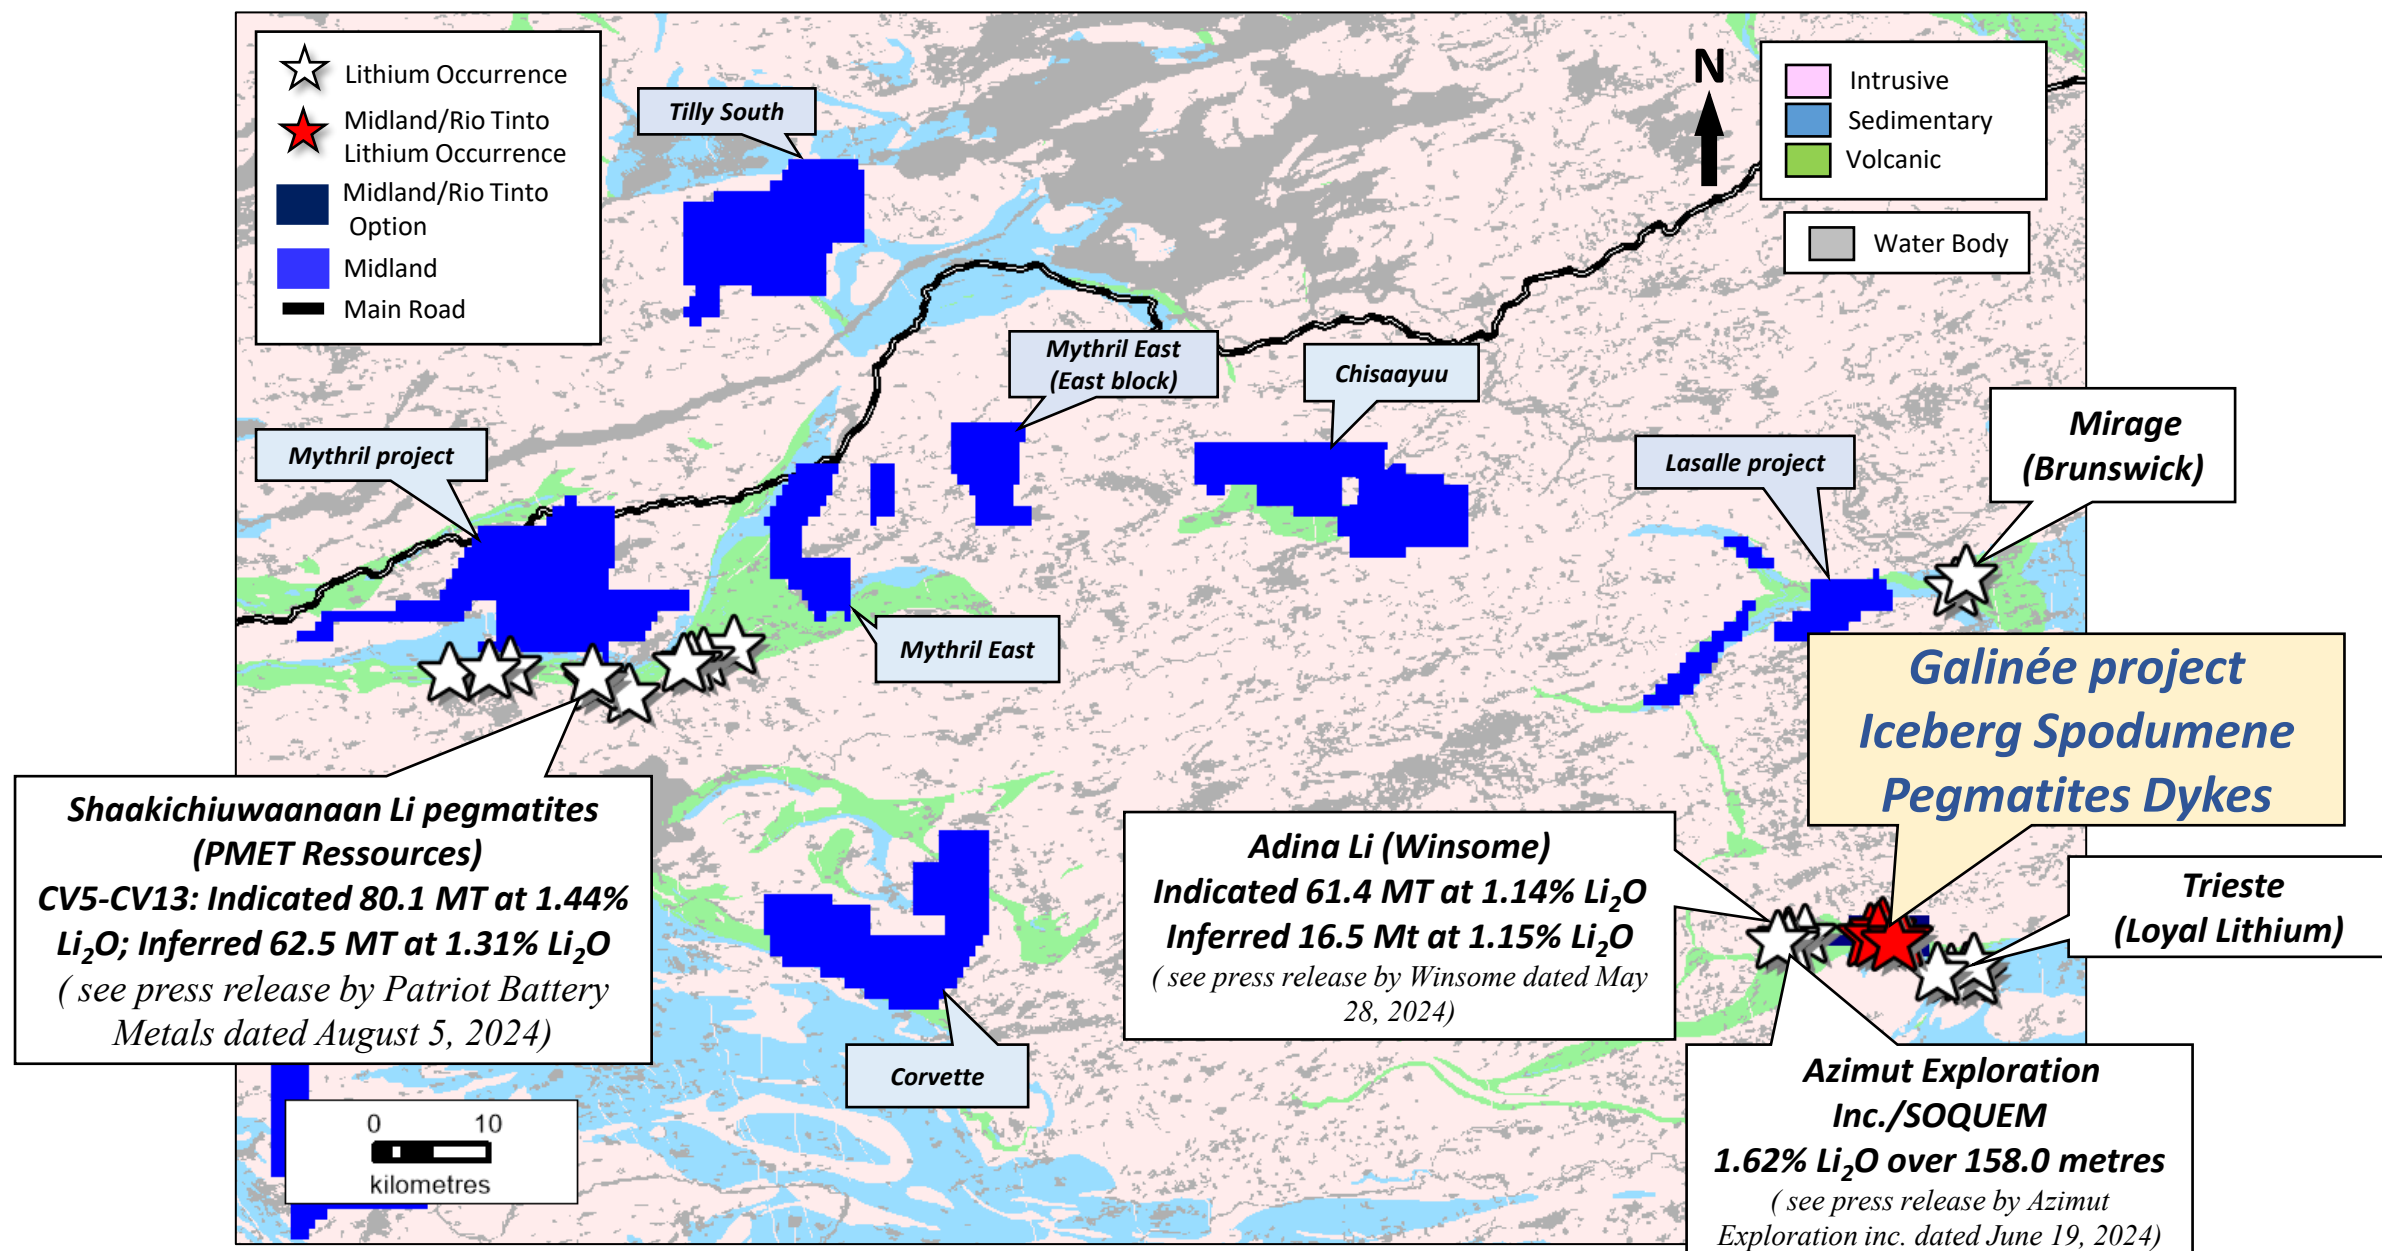 Lithium Occurrence
Midland/Rio Tinto
Lithium Occurrence
Midland/Rio Tinto
Option
Midland
Main Road
Tilly South
N
Intrusive
Sedimentary
Volcanic
Water Body
Mythril East
(East block)
Chisaayuu
Mythril project
Lasalle project
Mirage
(Brunswick)
Mythril East
Galinée project
Iceberg Spodumene
Pegmatites Dykes
Shaakichiuwaanaan Li pegmatites
(PMET Ressources)
CV5-CV13: Indicated 80.1 MT at 1.44%
Li₂O; Inferred 62.5 MT at 1.31% Li₂O
( see press release by Patriot Battery
Metals dated August 5, 2024)
Adina Li (Winsome)
Indicated 61.4 MT at 1.14% Li₂O
Inferred 16.5 Mt at 1.15% Li₂O
( see press release by Winsome dated May
28, 2024)
Trieste
(Loyal Lithium)
Corvette
Azimut Exploration
Inc./SOQUEM
1.62% Li₂O over 158.0 metres
( see press release by Azimut
Exploration inc. dated June 19, 2024)
0 10
kilometres